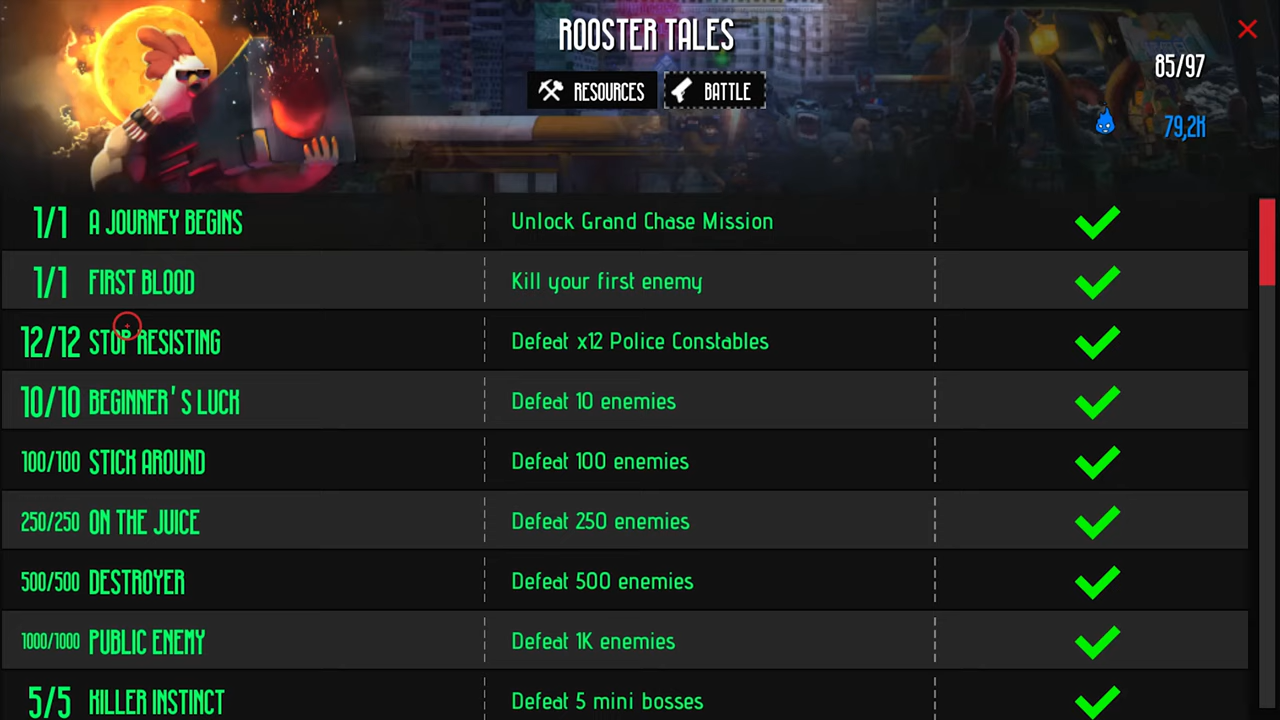 ROOSTER TALES
RESOURCES BATTLE
85/97
79,2K
1/1 A JOURNEY BEGINS Unlock Grand Chase Mission
1/1 FIRST BLOOD Kill your first enemy
12/12 STOP RESISTING Defeat x12 Police Constables
10/10 BEGINNER'S LUCK Defeat 10 enemies
100/100 STICK AROUND Defeat 100 enemies
250/250 ON THE JUICE Defeat 250 enemies
500/500 DESTROYER Defeat 500 enemies
1000/1000 PUBLIC ENEMY Defeat 1K enemies
5/5 KILLER INSTINCT Defeat 5 mini bosses